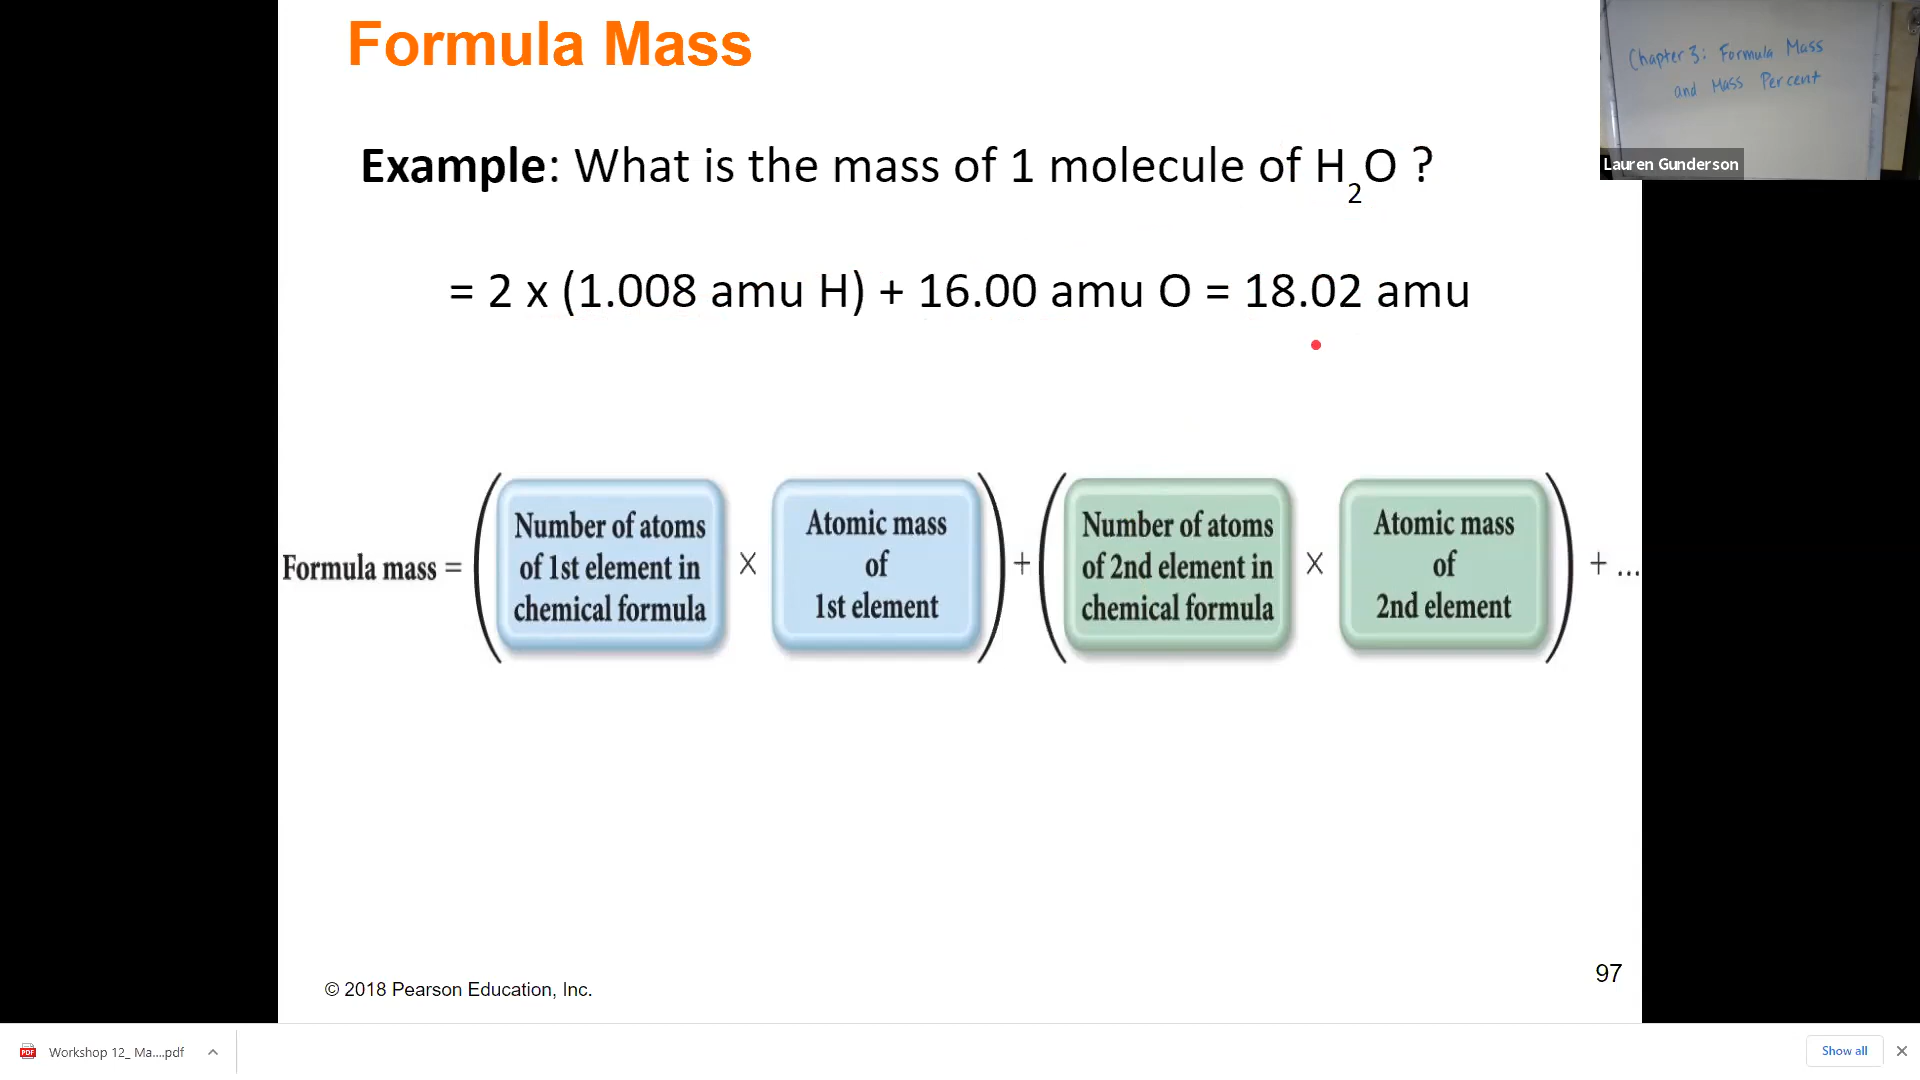 Formula Mass
Chapter 3: Formula Mass
and Mass Percent
Lauren Gunderson
Example: What is the mass of 1 molecule of H2O ?
= 2 x (1.008 amu H) + 16.00 amu O = 18.02 amu
Formula mass = ( Number of atoms of 1st element in chemical formula × Atomic mass of 1st element ) + ( Number of atoms of 2nd element in chemical formula × Atomic mass of 2nd element ) + ...
© 2018 Pearson Education, Inc.
97
PDF
Workshop 12_ Ma....pdf
Show all